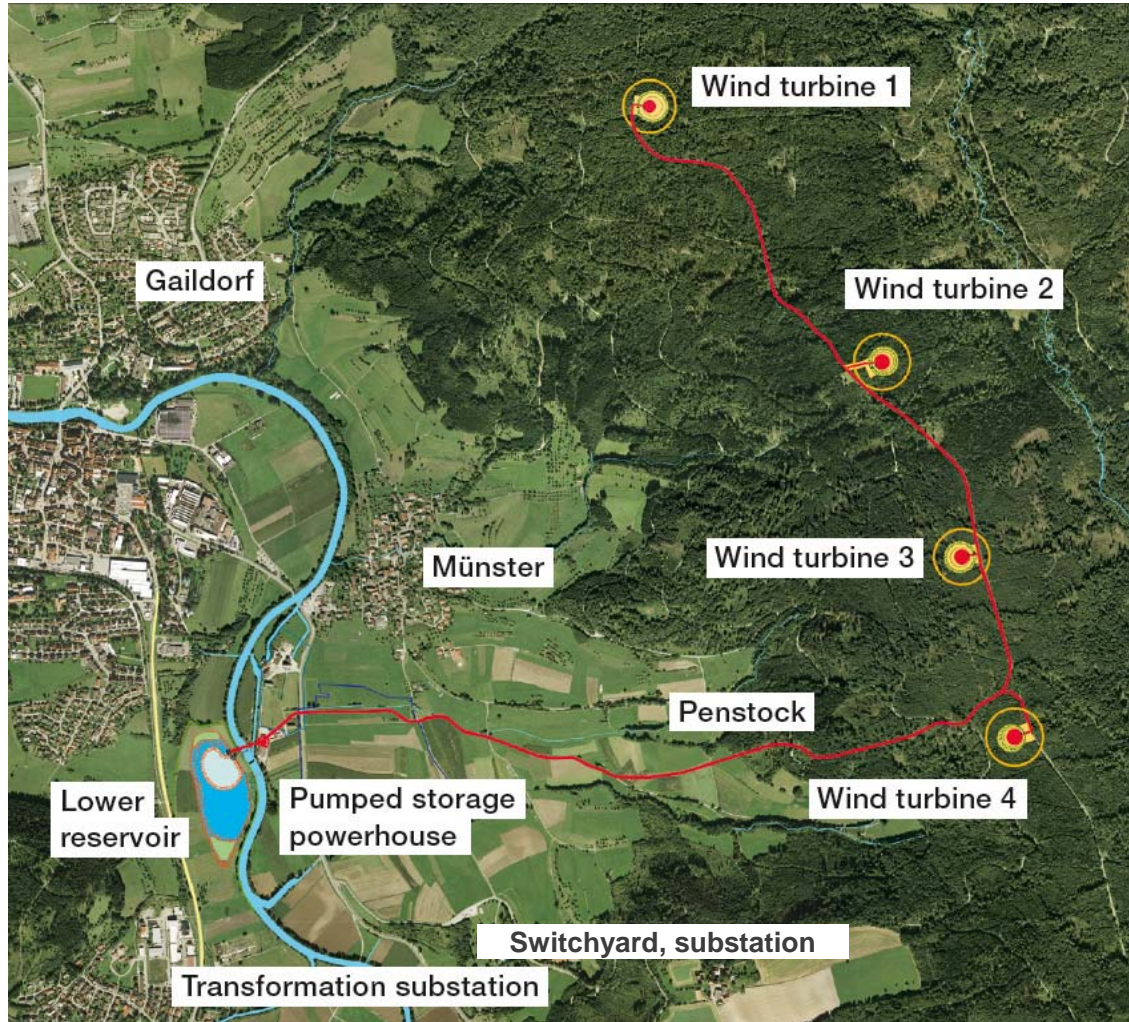 Wind turbine 1
Gaildorf
Wind turbine 2
Wind turbine 3
Münster
Penstock
Lower
reservoir
Pumped storage
powerhouse
Wind turbine 4
Switchyard, substation
Transformation substation